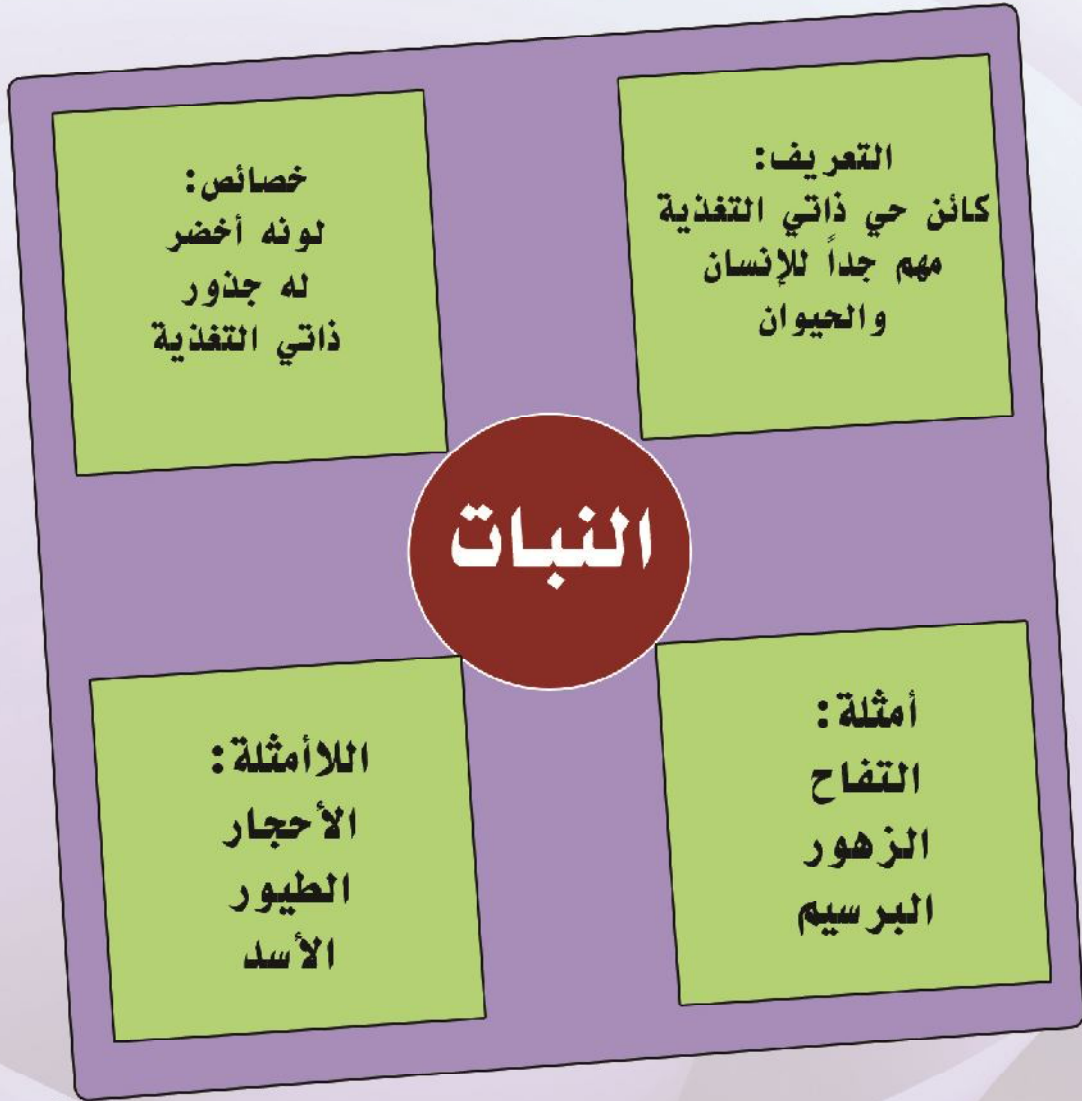 التعريف:
كائن حي ذاتي التغذية
مهم جداً للإنسان
والحيوان
خصائص:
لونه أخضر
له جذور
ذاتي التغذية
النبات
أمثلة:
التفاح
الزهور
البرسيم
اللاأمثلة:
الأحجار
الطيور
الأسد